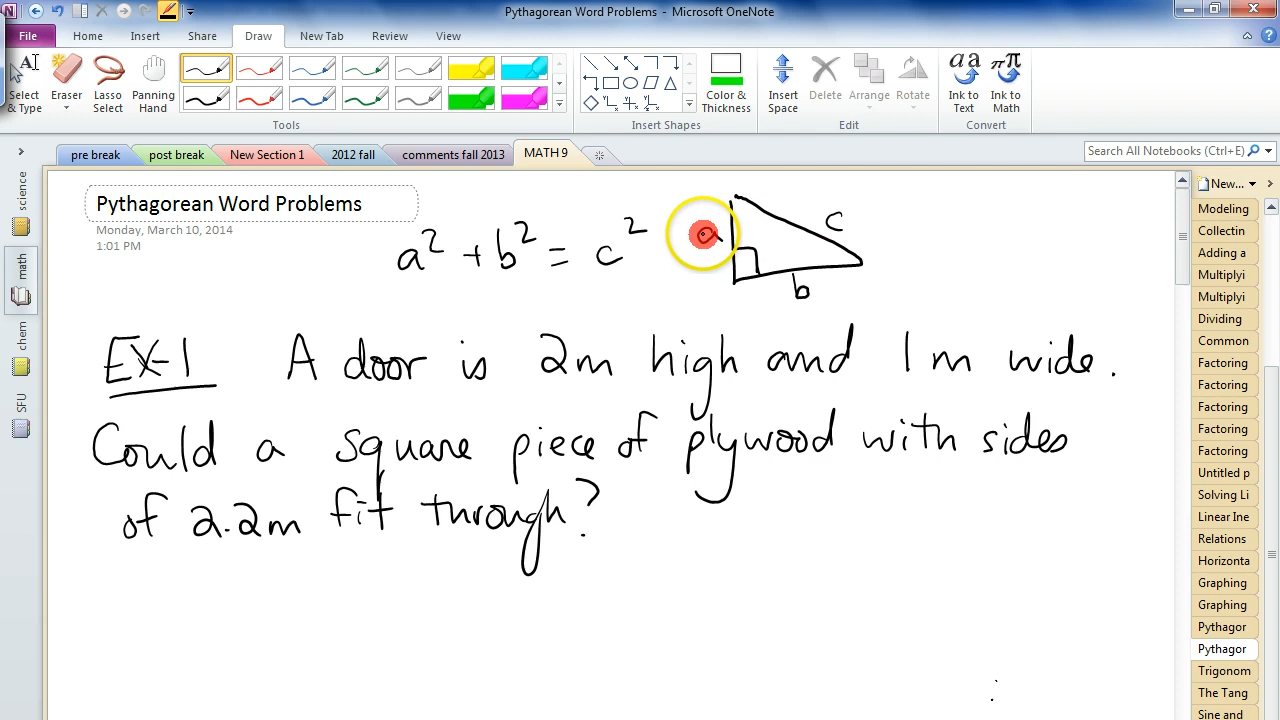 Pythagorean Word Problems - Microsoft OneNote
File Home Insert Share Draw New Tab Review View
Select & Type Eraser Lasso Select Panning Hand Color & Thickness Insert Space Delete Arrange Rotate Ink to Text Ink to Math
Tools Insert Shapes Edit Convert
pre break post break New Section 1 2012 fall comments fall 2013 MATH 9 Search All Notebooks (Ctrl+E)
science
math
chem
SFU
Pythagorean Word Problems
Monday, March 10, 2014
1:01 PM
a² + b² = c²
a c
b
EX-1 A door is 2m high and 1m wide.
Could a square piece of plywood with sides
of 2.2m fit through?
New...
Modeling
Collectin
Adding a
Multiplyi
Multiplyi
Dividing
Common
Factoring
Factoring
Factoring
Factoring
Factoring
Untitled p
Solving Li
Linear Ine
Relations
Horizonta
Graphing
Graphing
Pythagor
Pythagor
Trigonom
The Tang
Sine and